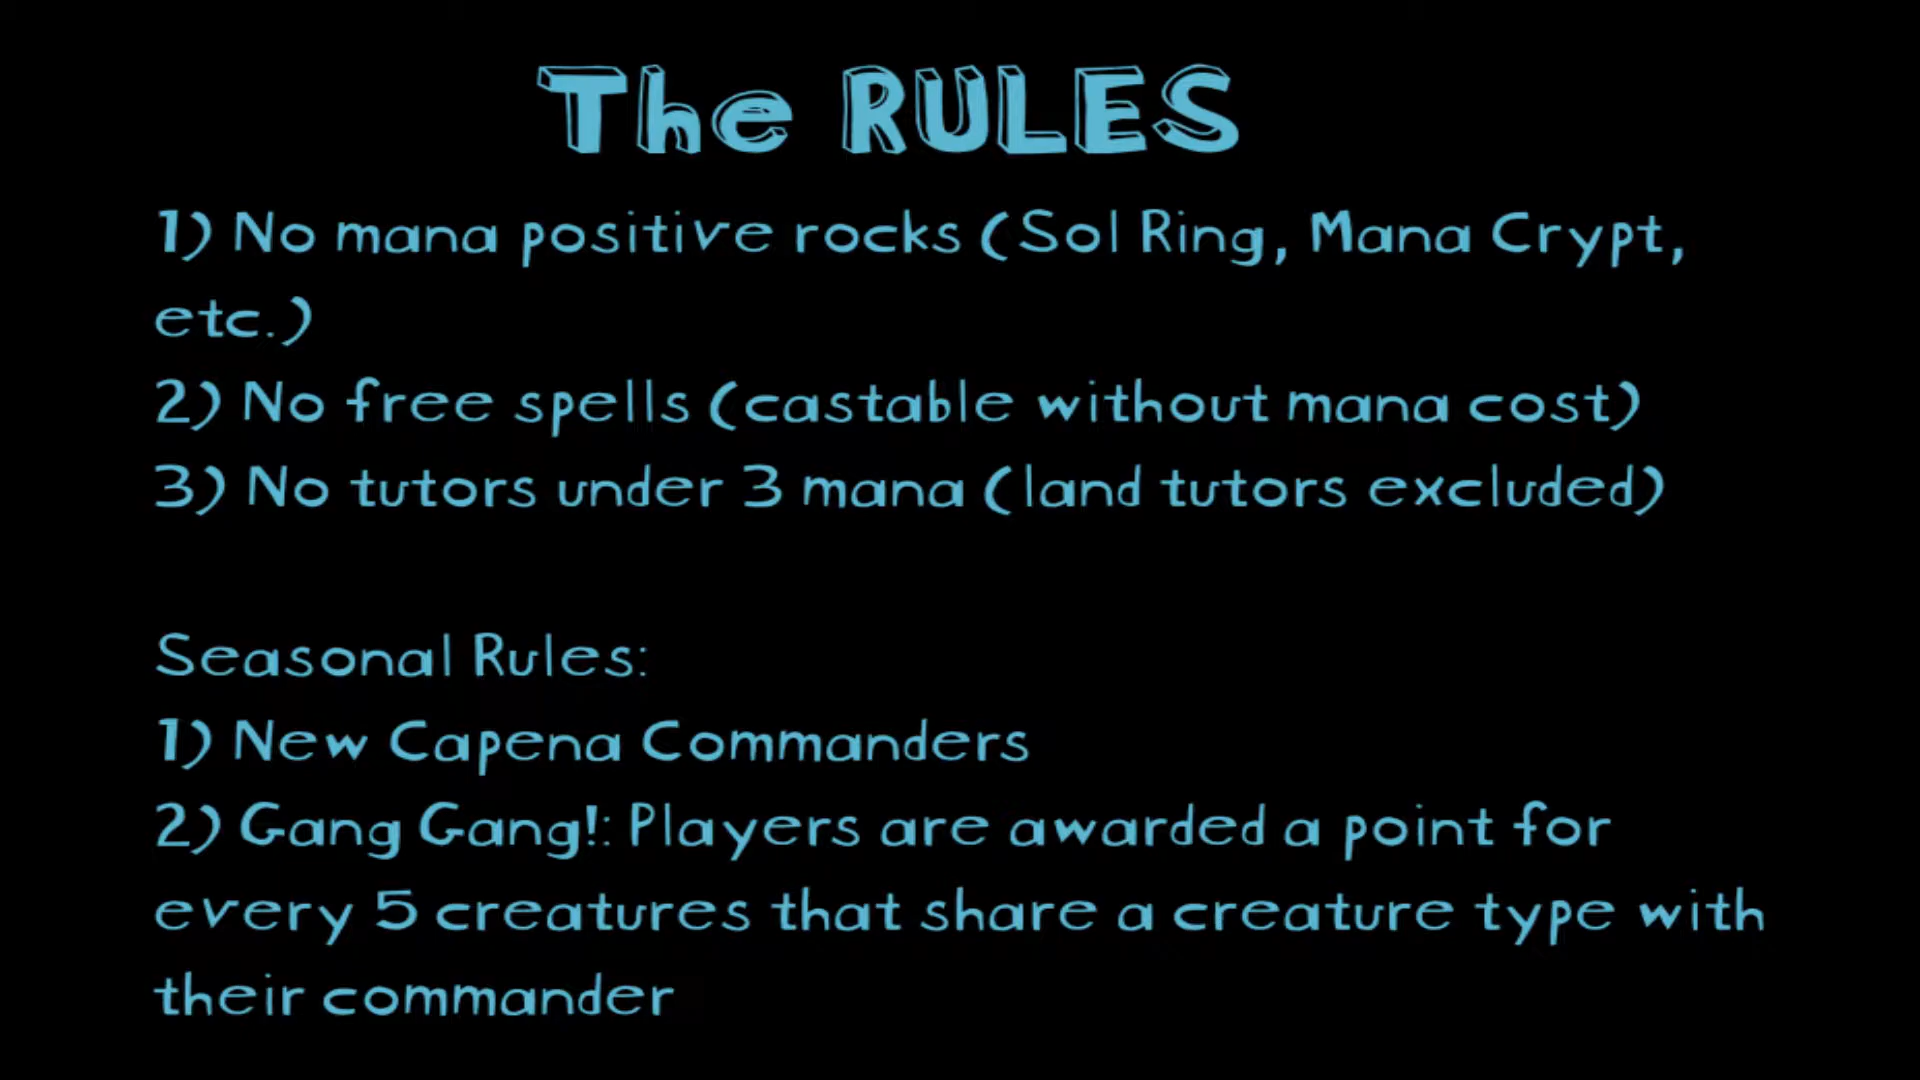 The RULES
1) No mana positive rocks (Sol Ring, Mana Crypt,
etc.)
2) No free spells (castable without mana cost)
3) No tutors under 3 mana (land tutors excluded)
Seasonal Rules:
1) New Capena Commanders
2) Gang Gang!: Players are awarded a point for
every 5 creatures that share a creature type with
their commander